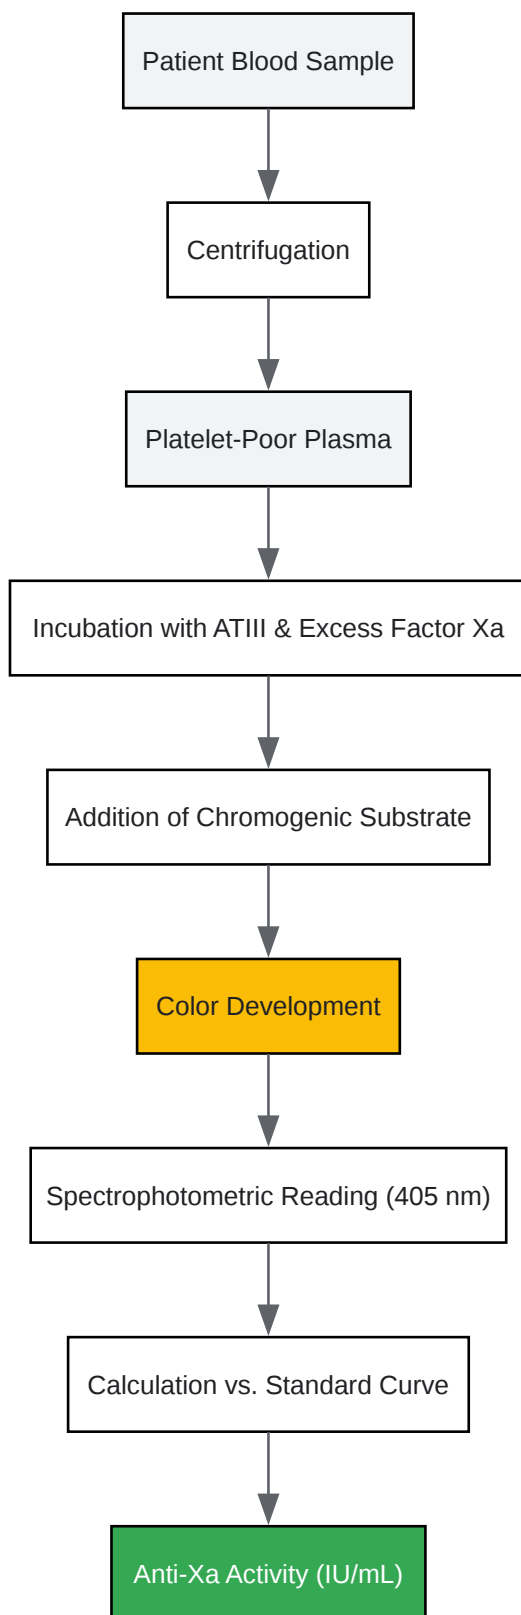 Patient Blood Sample
Centrifugation
Platelet-Poor Plasma
Incubation with ATIII & Excess Factor Xa
Addition of Chromogenic Substrate
Color Development
Spectrophotometric Reading (405 nm)
Calculation vs. Standard Curve
Anti-Xa Activity (IU/mL)